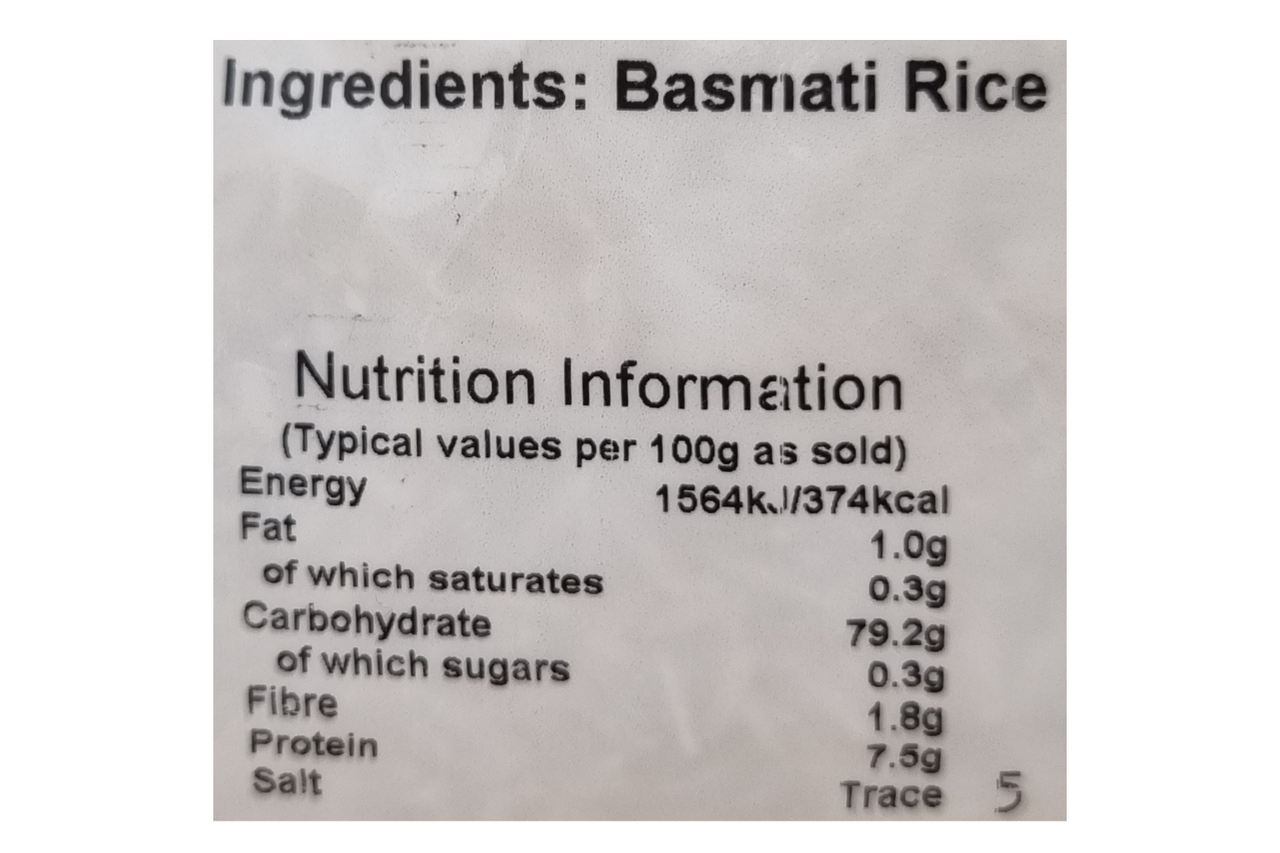 Ingredients: Basmati Rice
Nutrition Information
(Typical values per 100g as sold)
Energy 1564kJ/374kcal
Fat 1.0g
of which saturates 0.3g
Carbohydrate 79.2g
of which sugars 0.3g
Fibre 1.8g
Protein 7.5g
Salt Trace 5